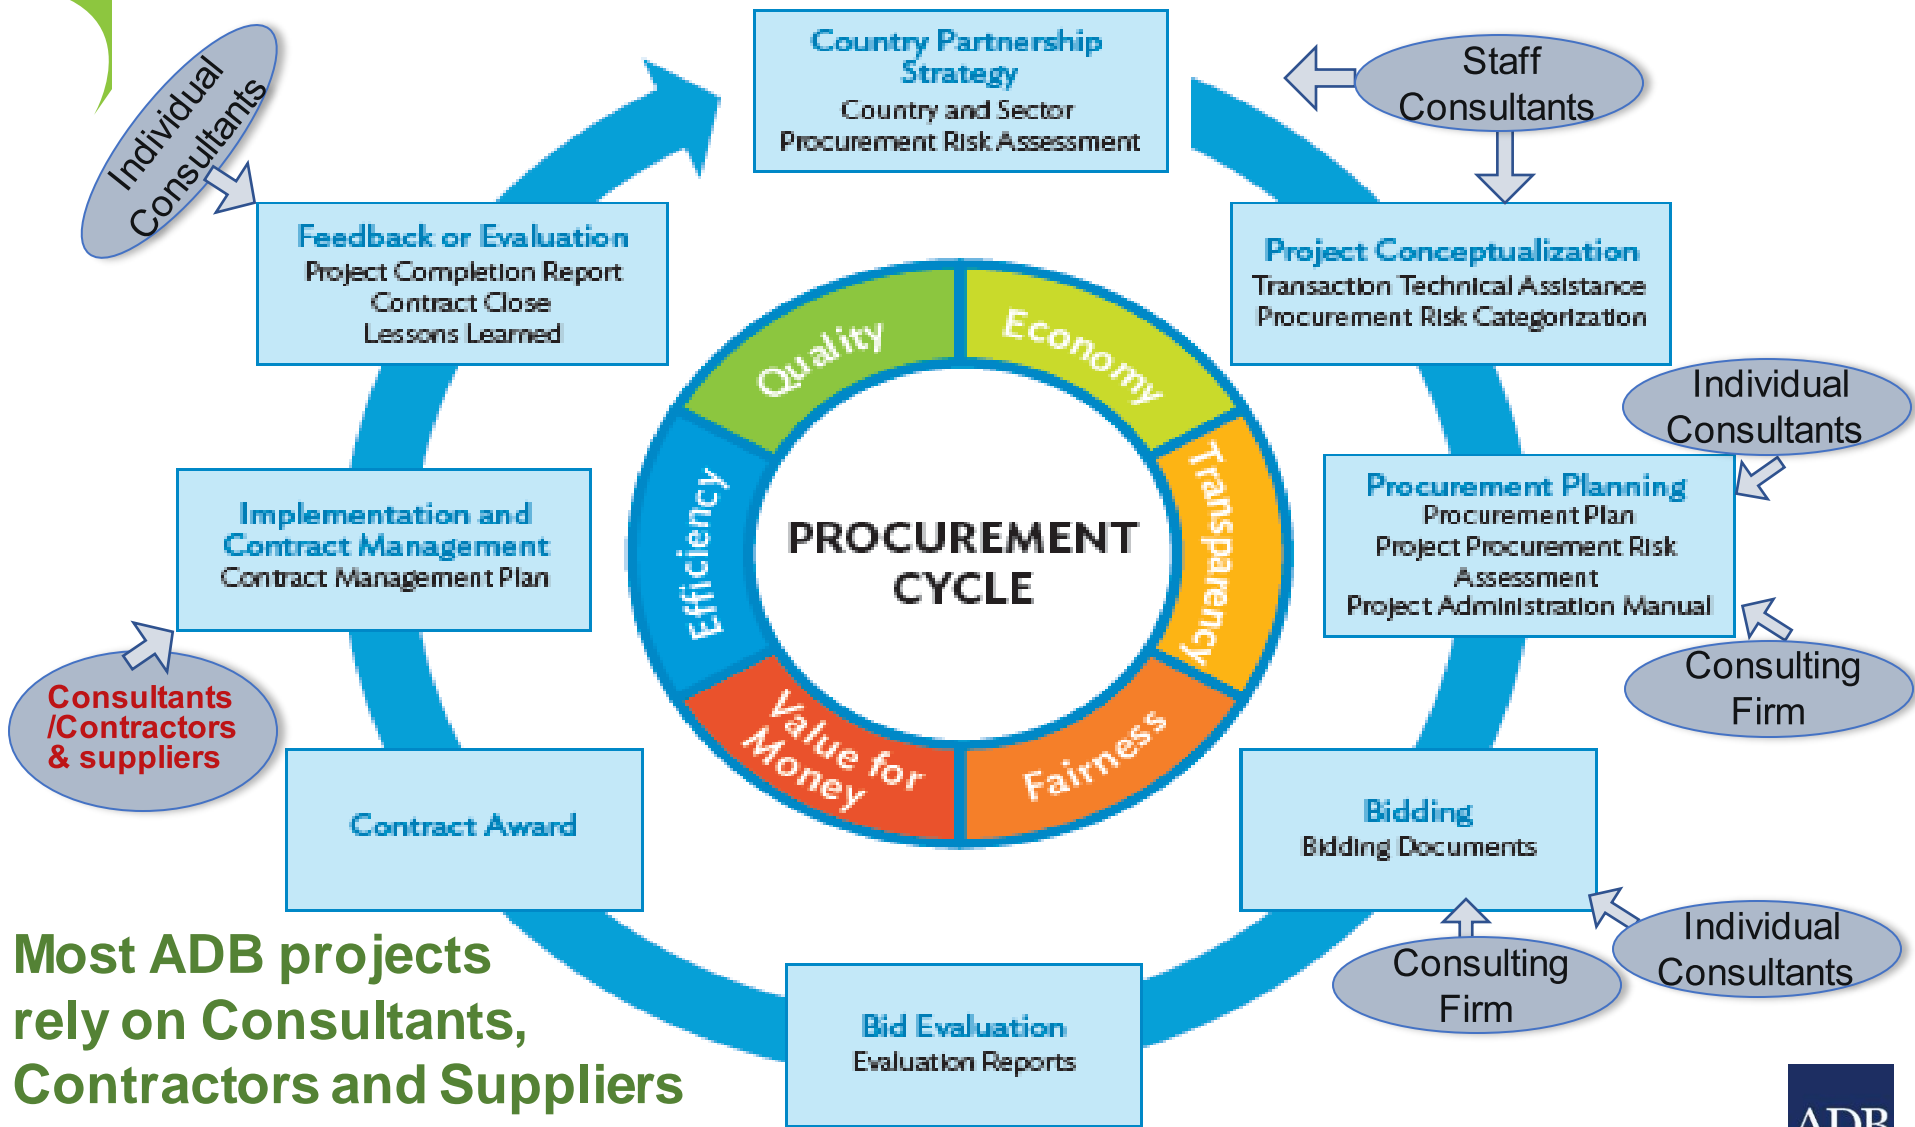 Country Partnership
Strategy
Country and Sector
Procurement Risk Assessment
Staff
Consultants
Project Conceptualization
Transaction Technical Assistance
Procurement Risk Categorization
Individual
Consultants
Procurement Planning
Procurement Plan
Project Procurement Risk
Assessment
Project Administration Manual
Consulting
Firm
Bidding
Bidding Documents
Individual
Consultants
Consulting
Firm
Bid Evaluation
Evaluation Reports
Contract Award
Implementation and
Contract Management
Contract Management Plan
Consultants
/Contractors
& suppliers
Feedback or Evaluation
Project Completion Report
Contract Close
Lessons Learned
Individual
Consultants
Quality
Economy
Transparency
Fairness
Value for
Money
Efficiency
PROCUREMENT
CYCLE
Most ADB projects
rely on Consultants,
Contractors and Suppliers
ADB